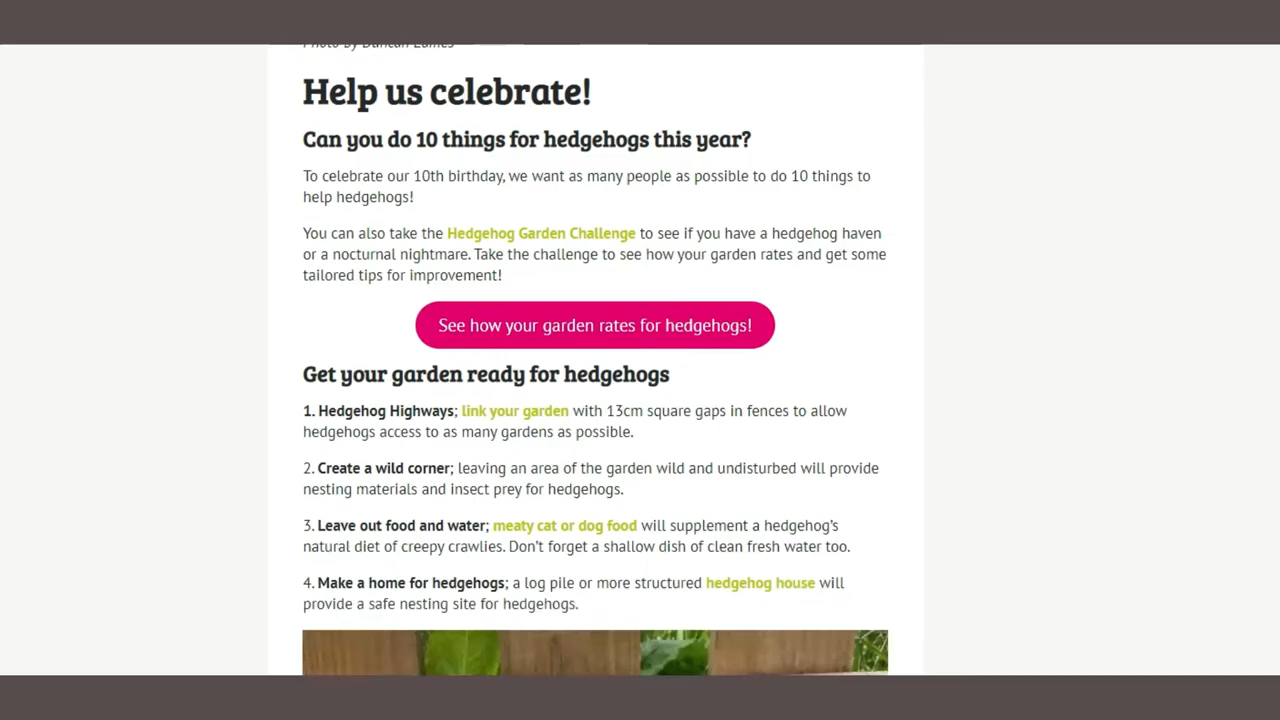 Photo by Duncan Eames
Help us celebrate!
Can you do 10 things for hedgehogs this year?
To celebrate our 10th birthday, we want as many people as possible to do 10 things to
help hedgehogs!
You can also take the Hedgehog Garden Challenge to see if you have a hedgehog haven
or a nocturnal nightmare. Take the challenge to see how your garden rates and get some
tailored tips for improvement!
See how your garden rates for hedgehogs!
Get your garden ready for hedgehogs
1. Hedgehog Highways; link your garden with 13cm square gaps in fences to allow
hedgehogs access to as many gardens as possible.
2. Create a wild corner; leaving an area of the garden wild and undisturbed will provide
nesting materials and insect prey for hedgehogs.
3. Leave out food and water; meaty cat or dog food will supplement a hedgehog’s
natural diet of creepy crawlies. Don’t forget a shallow dish of clean fresh water too.
4. Make a home for hedgehogs; a log pile or more structured hedgehog house will
provide a safe nesting site for hedgehogs.